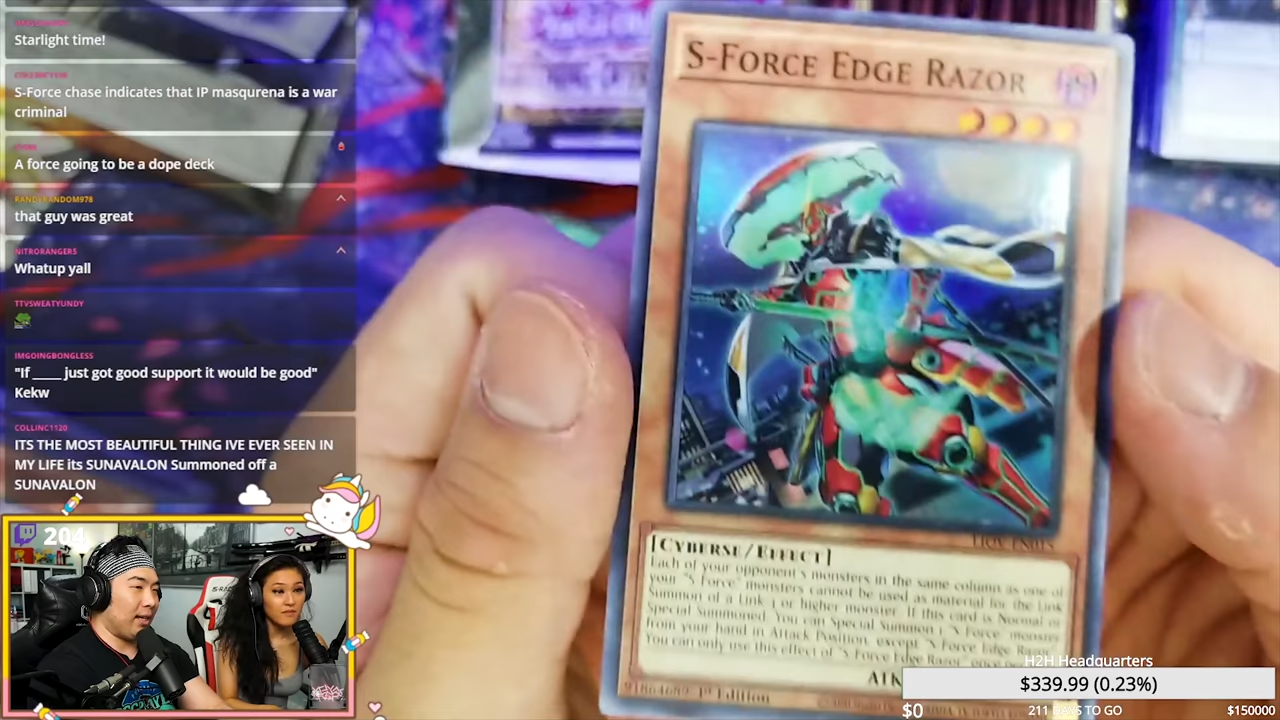 Starlight time!
S-Force chase indicates that IP masqurena is a war
criminal
A force going to be a dope deck
RANDLRANDOM978
that guy was great
NITRORANGERS
Whatup yall
TTVSWEATYUNDY
IMGOINGBONGLESS
"If ____ just got good support it would be good"
Kekw
COLLINC1120
ITS THE MOST BEAUTIFUL THING IVE EVER SEEN IN
MY LIFE its SUNAVALON Summoned off a
SUNAVALON
204
S-FORCE EDGE RAZOR
[CYBERSE/EFFECT]
Each of your opponent's monsters in the same column as one of
your "S-Force" monsters cannot be used as material for the Link
Summon of a Link or higher monster. If this card is Normal or
Special Summoned: You can Special Summon 1 "S-Force" monster
from your hand in Attack Position, except "S-Force Edge Razor".
You can only use this effect of "S-Force Edge Razor" once
ATK
1st Edition
H2H Headquarters
$339.99 (0.23%)
$0
211 DAYS TO GO
$150000